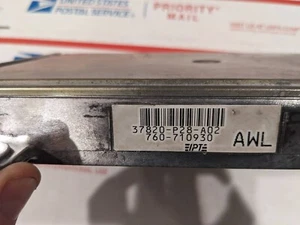 UNITED STATES
POSTAL SERVICE
PRIORITY
MAIL
37820-P28-A02
760-710930
AWL